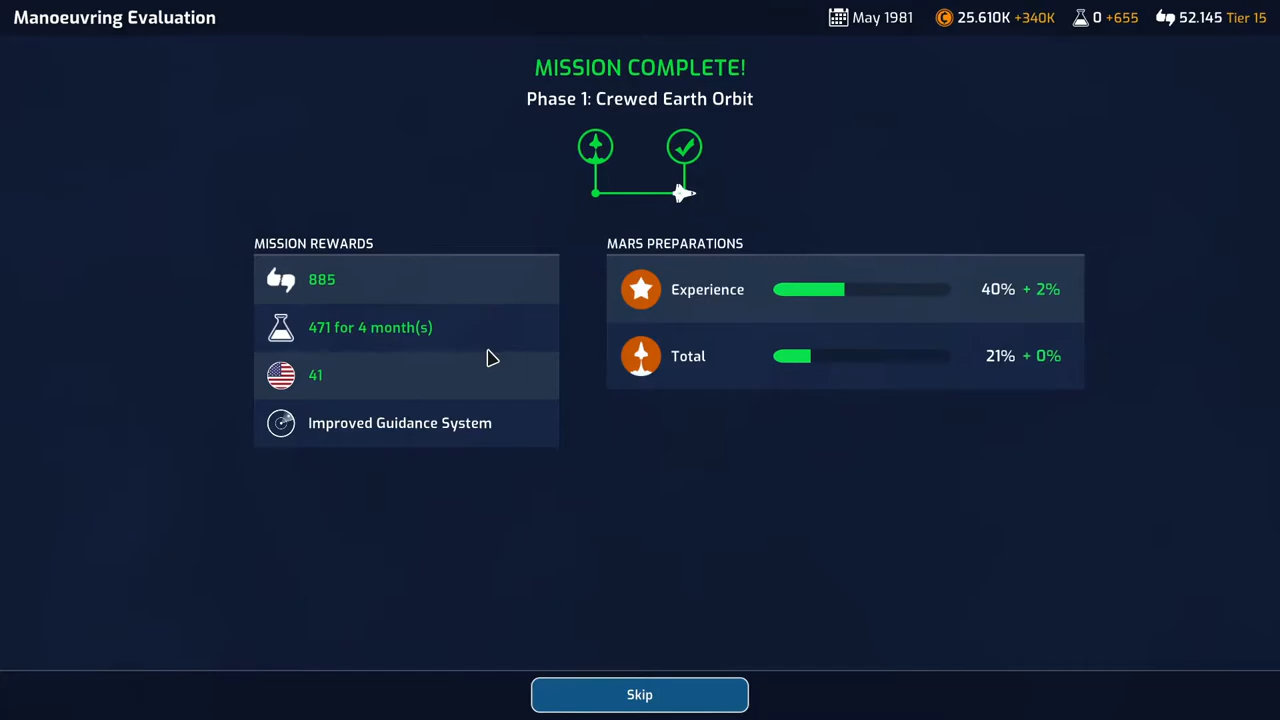 Manoeuvring Evaluation
May 1981
25.610K +340K
0 +655
52.145 Tier 15
MISSION COMPLETE!
Phase 1: Crewed Earth Orbit
MISSION REWARDS
885
471 for 4 month(s)
41
Improved Guidance System
MARS PREPARATIONS
Experience 40% + 2%
Total 21% + 0%
Skip